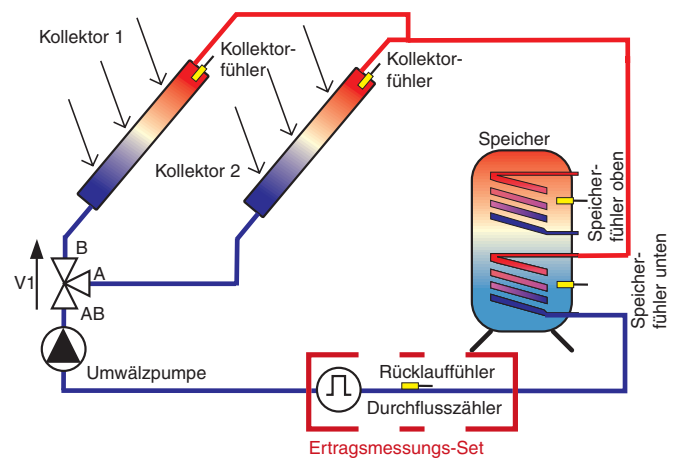 Kollektor 1
Kollektor-
fühler
Kollektor-
fühler
Kollektor 2
Speicher
Speicher-
fühler oben
Speicher-
fühler unten
B
V1
A
AB
Umwälzpumpe
Rücklauffühler
Durchflusszähler
Ertragsmessungs-Set